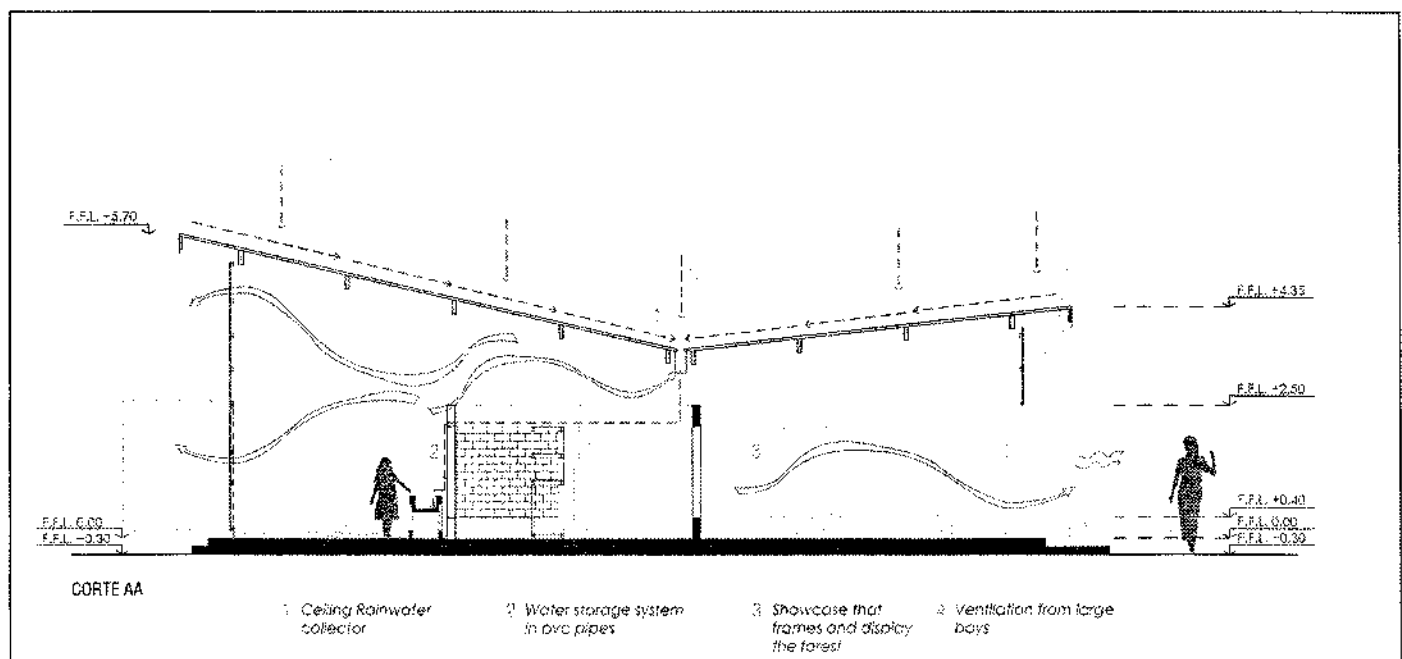 F.F.L. +5.70
F.F.L. +4.35
F.F.L. +2.50
2
3
F.F.L. +0.40
F.F.L. 0.00
F.F.L. 0.00
F.F.L. -0.30
F.F.L. -0.30
CORTE AA
1 Ceiling Rainwater
collector
2 Water storage system
in pvc pipes
3 Showcase that
frames and display
the forest
4 Ventilation from large
bays